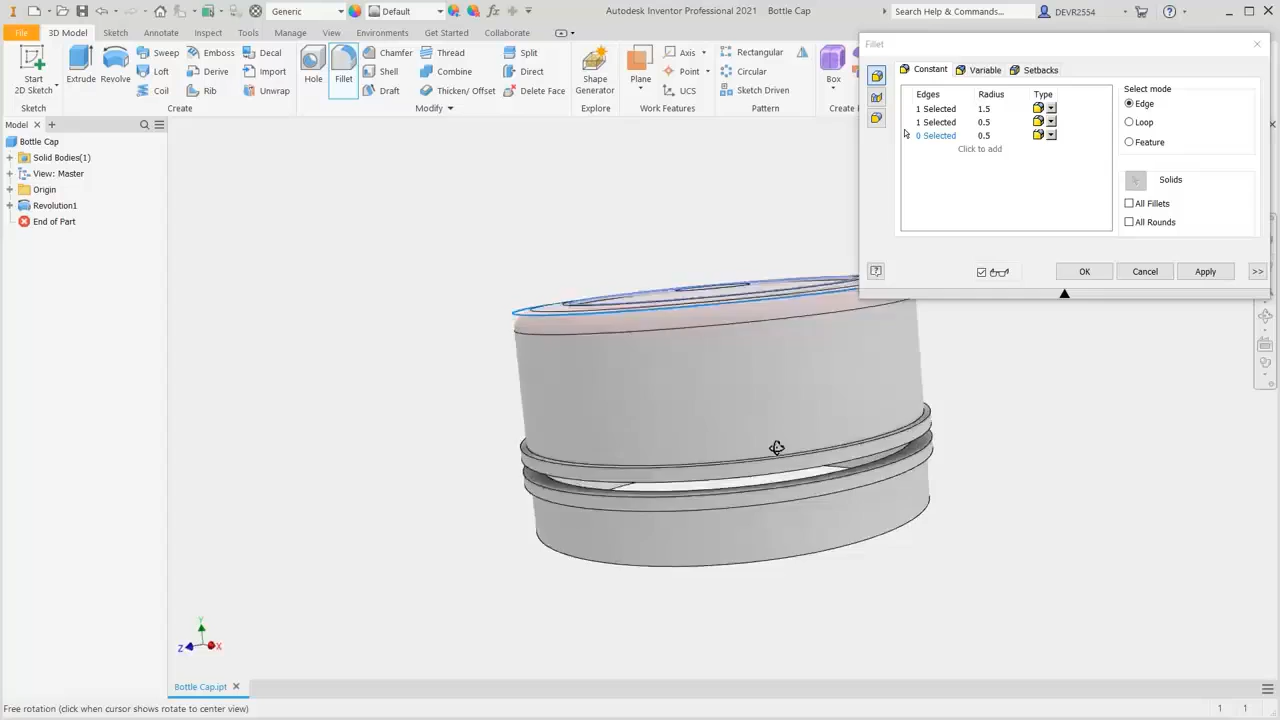 Generic
Default
fx
Autodesk Inventor Professional 2021 Bottle Cap
Search Help & Commands...
DEVR2554
File 3D Model Sketch Annotate Inspect Tools Manage View Environments Get Started Collaborate
Start
2D Sketch
Extrude
Revolve
Sweep
Loft
Coil
Emboss
Derive
Rib
Decal
Import
Unwrap
Hole
Fillet
Chamfer
Shell
Draft
Thread
Combine
Thicken/ Offset
Split
Direct
Delete Face
Shape
Generator
Plane
Axis
Point
UCS
Rectangular
Circular
Sketch Driven
Box
Sketch
Create
Modify
Explore
Work Features
Pattern
Create
Fillet
Constant Variable Setbacks
Edges Radius Type
1 Selected 1.5
1 Selected 0.5
0 Selected 0.5
Click to add
Select mode
Edge
Loop
Feature
Solids
All Fillets
All Rounds
OK Cancel Apply >>
Model
Bottle Cap
Solid Bodies(1)
View: Master
Origin
Revolution1
End of Part
Y
Z
X
Bottle Cap.ipt
Free rotation (click when cursor shows rotate to center view)
1 1